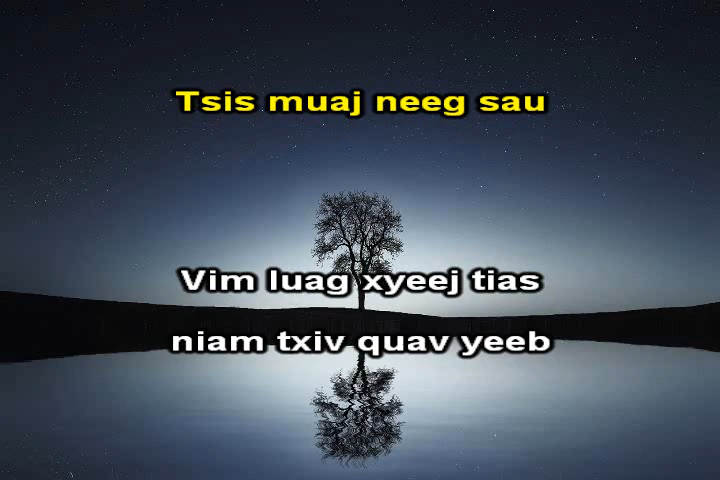 Tsis muaj neeg sau
Vim luag xyeej tias
niam txiv quav yeeb